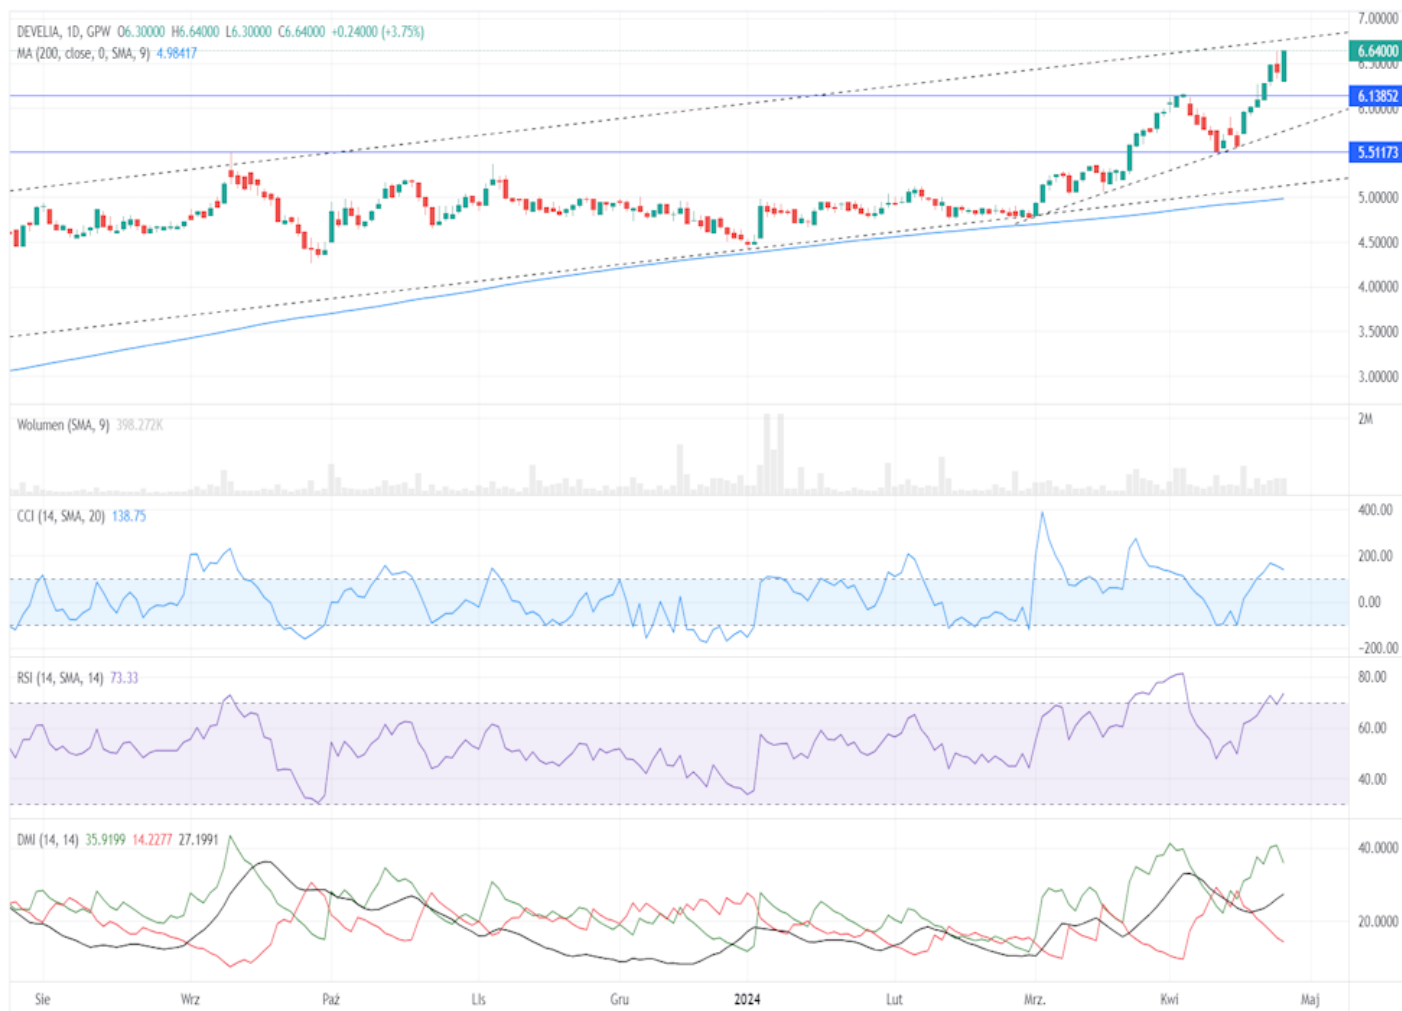 DEVELIA, 1D, GPW O6.30000 H6.64000 L6.30000 C6.64000 +0.24000 (+3.75%)
MA (200, close, 0, SMA, 9) 4.98417
7.00000
6.64000
6.50000
6.13852
6.00000
5.51173
5.00000
4.50000
4.00000
3.50000
3.00000
Wolumen (SMA, 9) 398.272K
2M
CCI (14, SMA, 20) 138.75
400.00
200.00
0.00
-200.00
RSI (14, SMA, 14) 73.33
80.00
60.00
40.00
DMI (14, 14) 35.9199 14.2277 27.1991
40.0000
20.0000
Sie Wrz Paź Lis Gru 2024 Lut Mrz. Kwi Maj